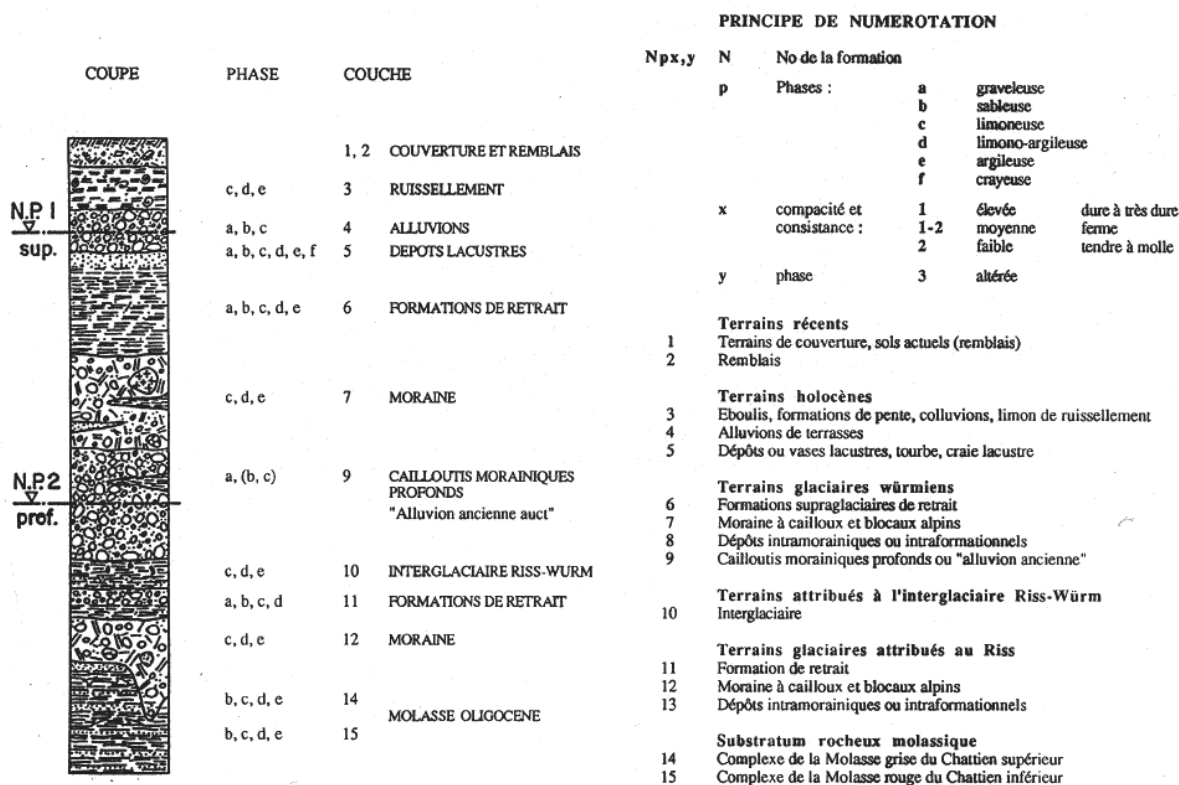 COUPE PHASE COUCHE
1, 2 COUVERTURE ET REMBLAIS
c, d, e 3 RUISSELLEMENT
N.P. 1
sup.
a, b, c 4 ALLUVIONS
a, b, c, d, e, f 5 DEPOTS LACUSTRES
a, b, c, d, e 6 FORMATIONS DE RETRAIT
c, d, e 7 MORAINE
N.P. 2
prof.
a, (b, c) 9 CAILLOUTIS MORAINIQUES
PROFONDS
"Alluvion ancienne auct"
c, d, e 10 INTERGLACIAIRE RISS-WURM
a, b, c, d 11 FORMATIONS DE RETRAIT
c, d, e 12 MORAINE
b, c, d, e 14
MOLASSE OLIGOCENE
b, c, d, e 15
PRINCIPE DE NUMEROTATION
Npx,y N No de la formation
p Phases : a graveleuse
b sableuse
c limoneuse
d limono-argileuse
e argileuse
f crayeuse
x compacité et 1 élevée dure à très dure
consistance : 1-2 moyenne ferme
2 faible tendre à molle
y phase 3 altérée
Terrains récents
1 Terrains de couverture, sols actuels (remblais)
2 Remblais
Terrains holocènes
3 Eboulis, formations de pente, colluvions, limon de ruissellement
4 Alluvions de terrasses
5 Dépôts ou vases lacustres, tourbe, craie lacustre
Terrains glaciaires würmiens
6 Formations supraglaciaires de retrait
7 Moraine à cailloux et blocaux alpins
8 Dépôts intramorainiques ou intraformationnels
9 Cailloutis morainiques profonds ou "alluvion ancienne"
Terrains attribués à l'interglaciaire Riss-Würm
10 Interglaciaire
Terrains glaciaires attribués au Riss
11 Formation de retrait
12 Moraine à cailloux et blocaux alpins
13 Dépôts intramorainiques ou intraformationnels
Substratum rocheux molassique
14 Complexe de la Molasse grise du Chattien supérieur
15 Complexe de la Molasse rouge du Chattien inférieur